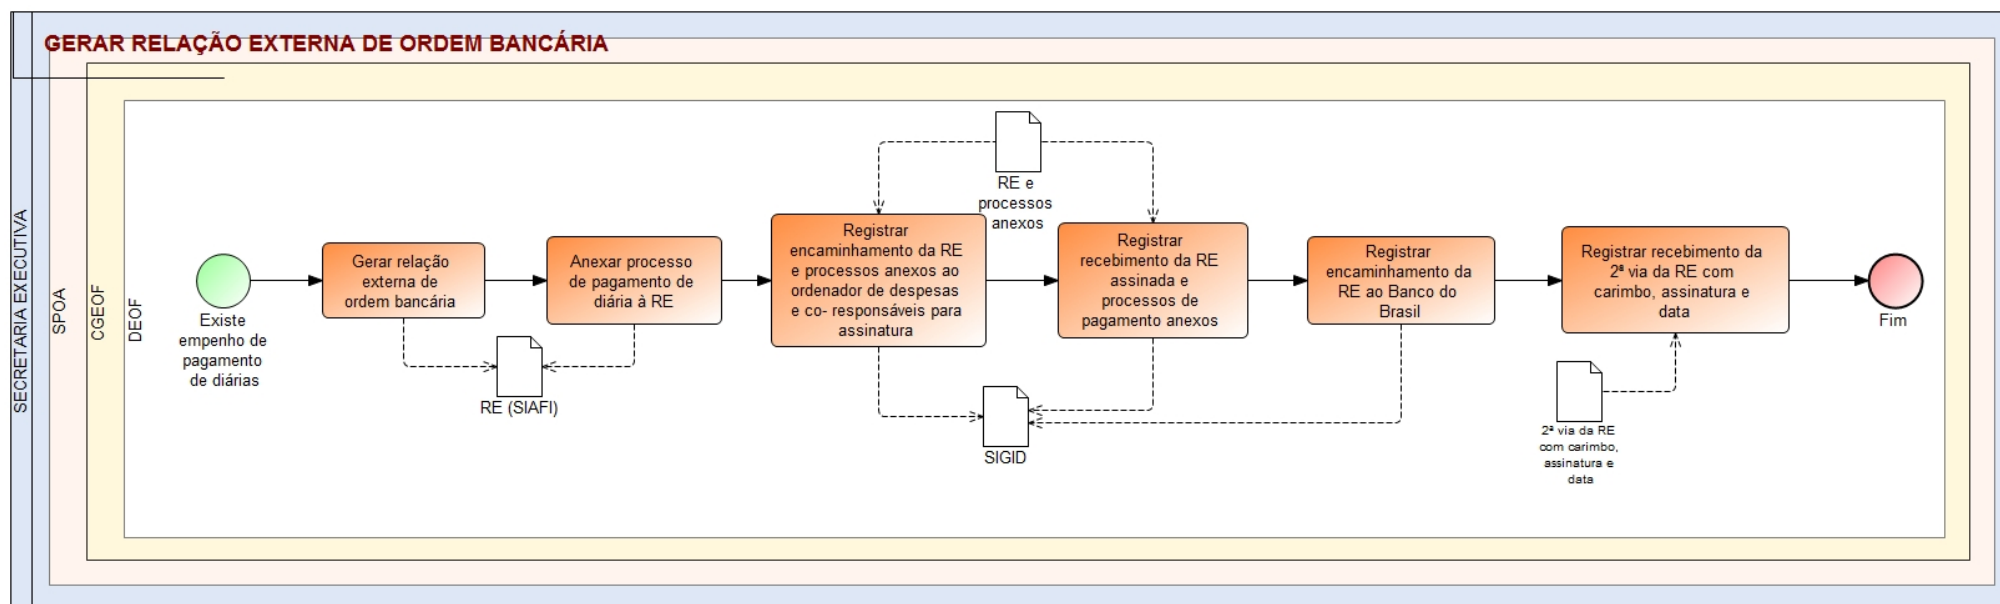 GERAR RELAÇÃO EXTERNA DE ORDEM BANCÁRIA
SECRETARIA EXECUTIVA
SPOA
CGEOF
DEOF
Existe
empenho de
pagamento
de diárias
Gerar relação
externa de
ordem bancária
Anexar processo
de pagamento de
diária à RE
RE (SIAFI)
Registrar
encaminhamento da RE
e processos anexos ao
ordenador de despesas
e co- responsáveis para
assinatura
RE e
processos
anexos
Registrar
recebimento da RE
assinada e
processos de
pagamento anexos
SIGID
Registrar
encaminhamento da
RE ao Banco do
Brasil
Registrar recebimento da
2ª via da RE com
carimbo, assinatura e
data
2ª via da RE
com carimbo,
assinatura e
data
Fim